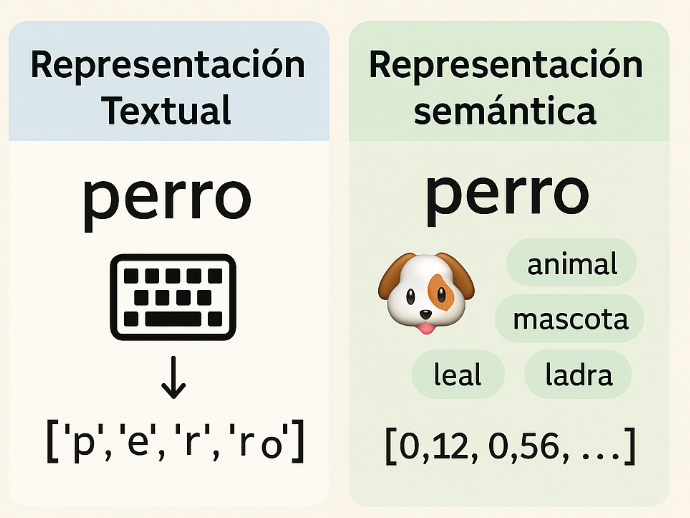 Representación
Textual
perro
['p', 'e', 'r', 'r o']
Representación
semántica
perro
animal
mascota
leal
ladra
[0,12, 0,56, ...]